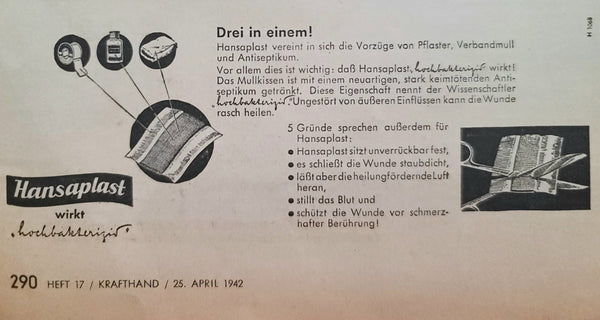 Drei in einem!
Hansaplast vereint in sich die Vorzüge von Pflaster, Verbandmull
und Antiseptikum.
Vor allem dies ist wichtig: daß Hansaplast „hochbakterizid“ wirkt!
Das Mullkissen ist mit einem neuartigen, stark keimtötenden Anti-
septikum getränkt. Diese Eigenschaft nennt der Wissenschaftler
„hochbakterizid“. Ungestört von äußeren Einflüssen kann die Wunde
rasch heilen.
5 Gründe sprechen außerdem für
Hansaplast:
• Hansaplast sitzt unverrückbar fest,
• es schließt die Wunde staubdicht,
• läßt aber die heilungfördernde Luft
heran,
• stillt das Blut und
• schützt die Wunde vor schmerz-
hafter Berührung!
Hansaplast
wirkt
„hochbakterizid“
H 1068
290 HEFT 17 / KRAFTHAND / 25. APRIL 1942